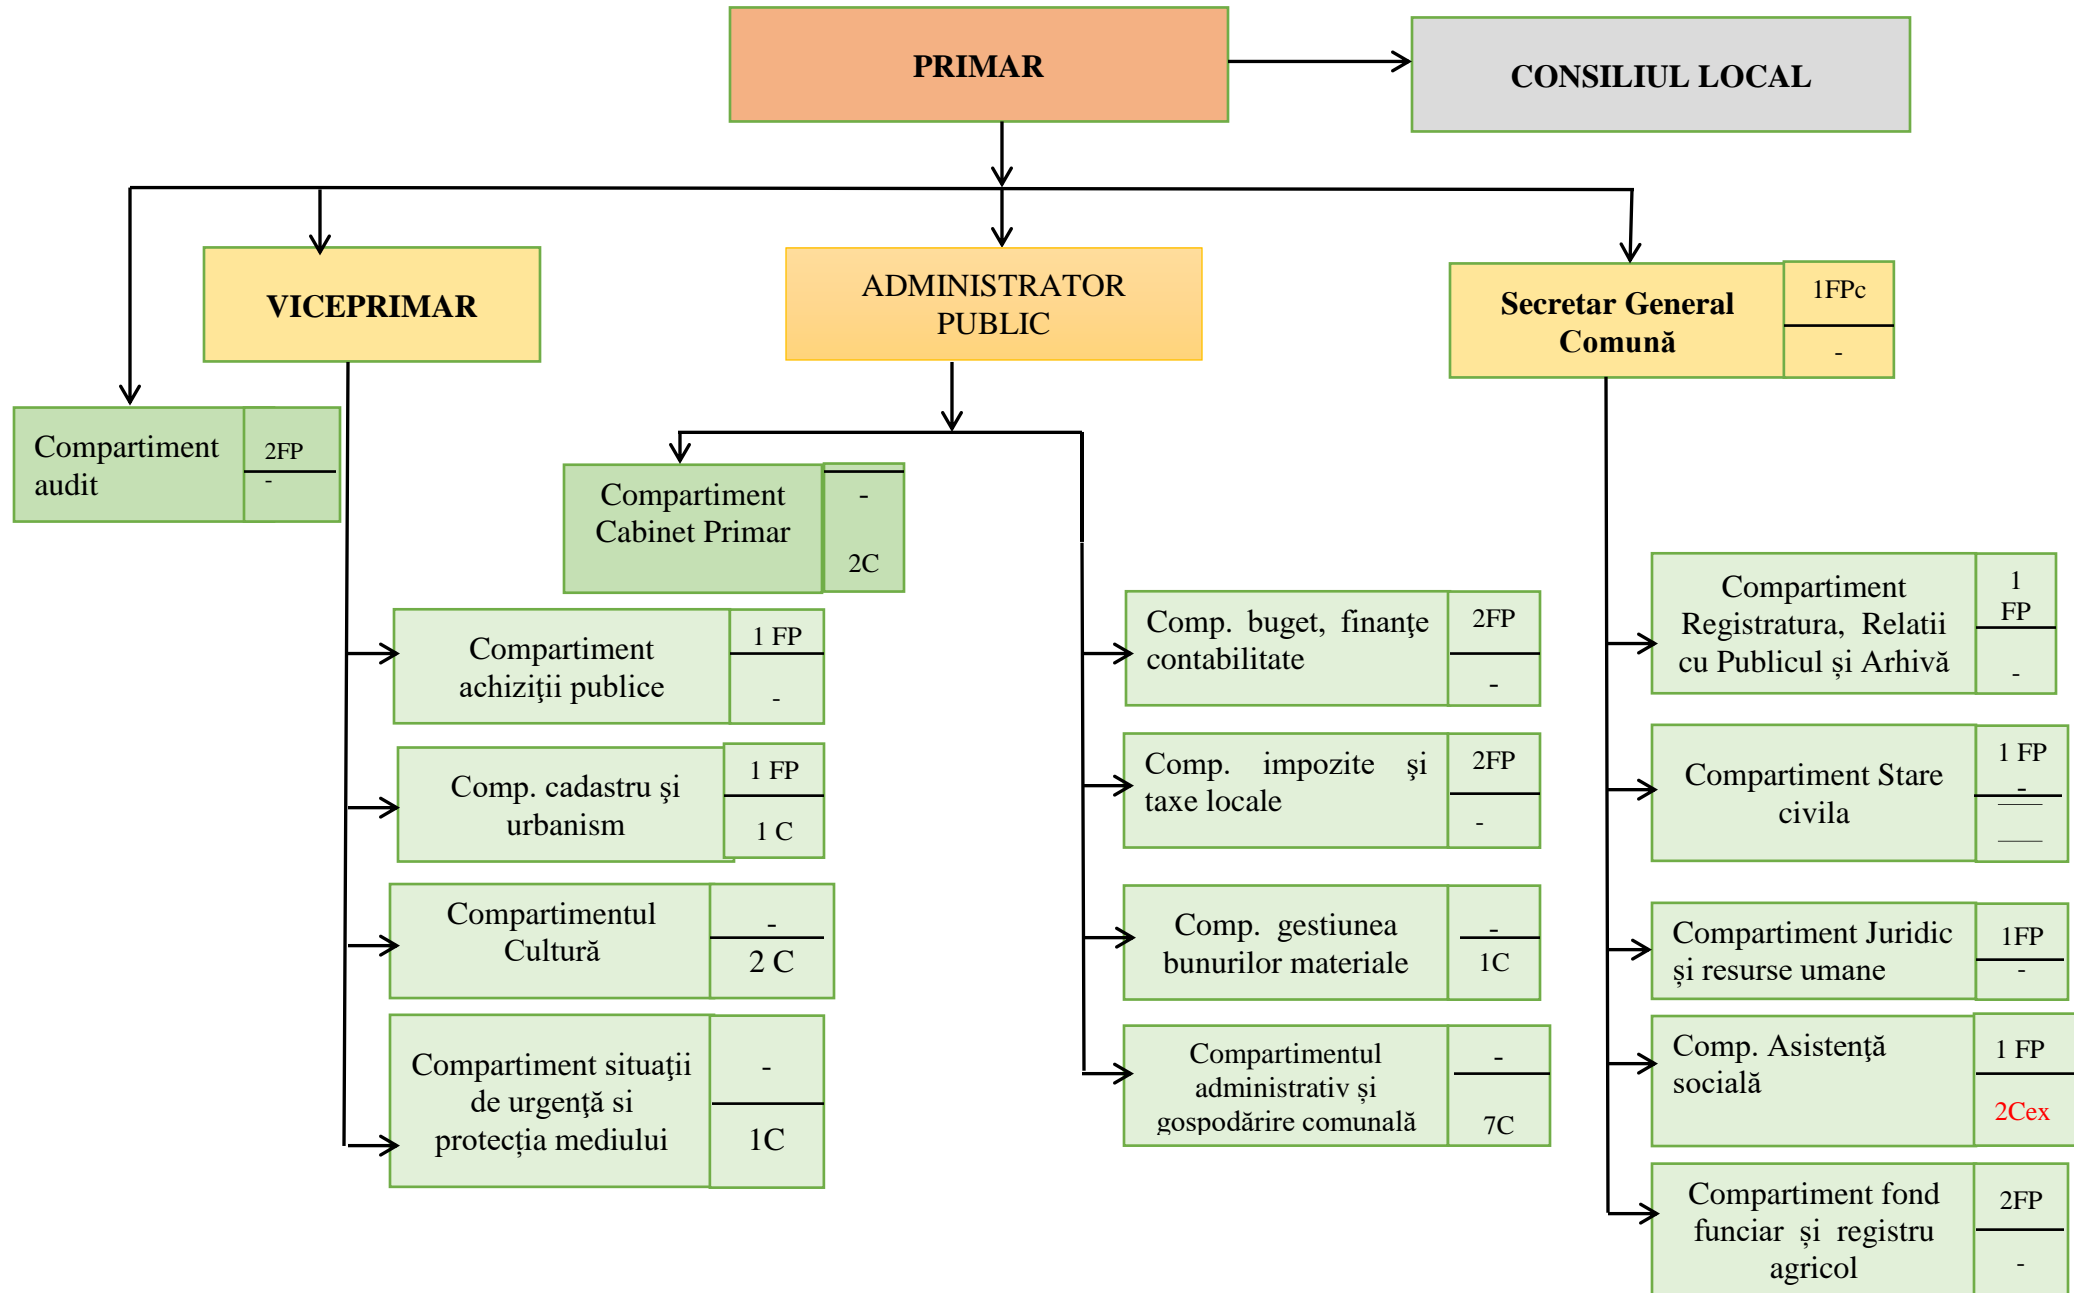 PRIMAR
CONSILIUL LOCAL
VICEPRIMAR
ADMINISTRATOR
PUBLIC
Secretar General
Comună
1FPc
-
Compartiment
audit
2FP
-
Compartiment
Cabinet Primar
-
2C
Compartiment
achiziţii publice
1 FP
-
Comp. cadastru şi
urbanism
1 FP
1 C
Compartimentul
Cultură
-
2 C
Compartiment situaţii
de urgenţă si
protecția mediului
-
1C
Comp. buget, finanţe
contabilitate
2FP
-
Comp. impozite şi
taxe locale
2FP
-
Comp. gestiunea
bunurilor materiale
-
1C
Compartimentul
administrativ și
gospodărire comunală
-
7C
Compartiment
Registratura, Relatii
cu Publicul și Arhivă
1
FP
-
Compartiment Stare
civila
1 FP
-
Compartiment Juridic
și resurse umane
1FP
-
Comp. Asistenţă
socială
1 FP
2Cex
Compartiment fond
funciar și registru
agricol
2FP
-